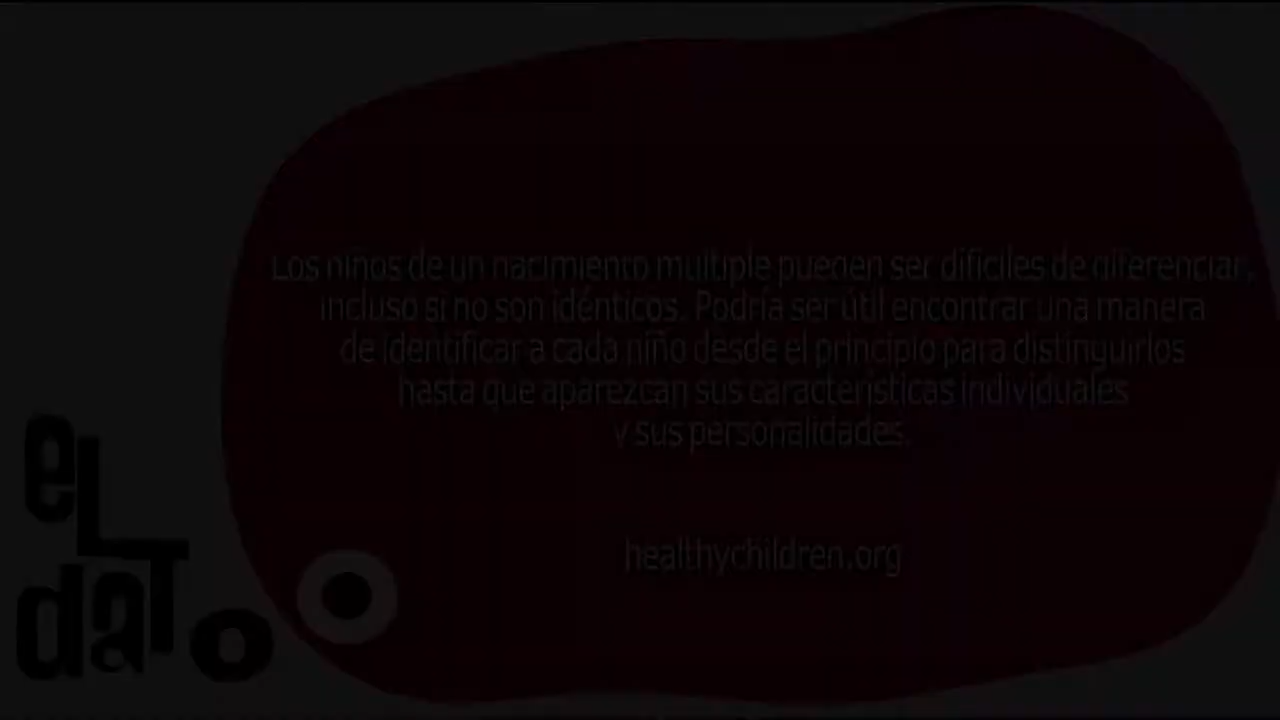 Los niños de un nacimiento múltiple pueden ser difíciles de diferenciar,
incluso si no son idénticos. Podría ser útil encontrar una manera
de identificar a cada niño desde el principio para distinguirlos
hasta que aparezcan sus características individuales
y sus personalidades.
healthychildren.org
eL
daTo